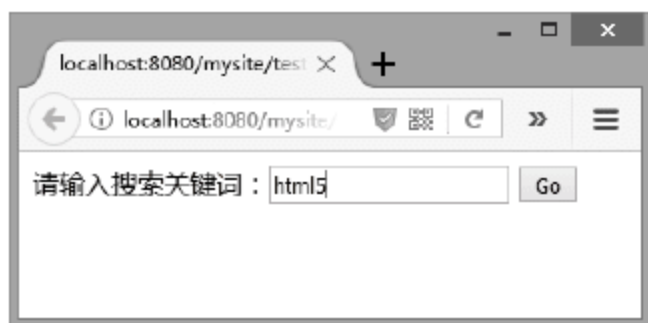 localhost:8080/mysite/test
localhost:8080/mysite/
请输入搜索关键词：html5 Go